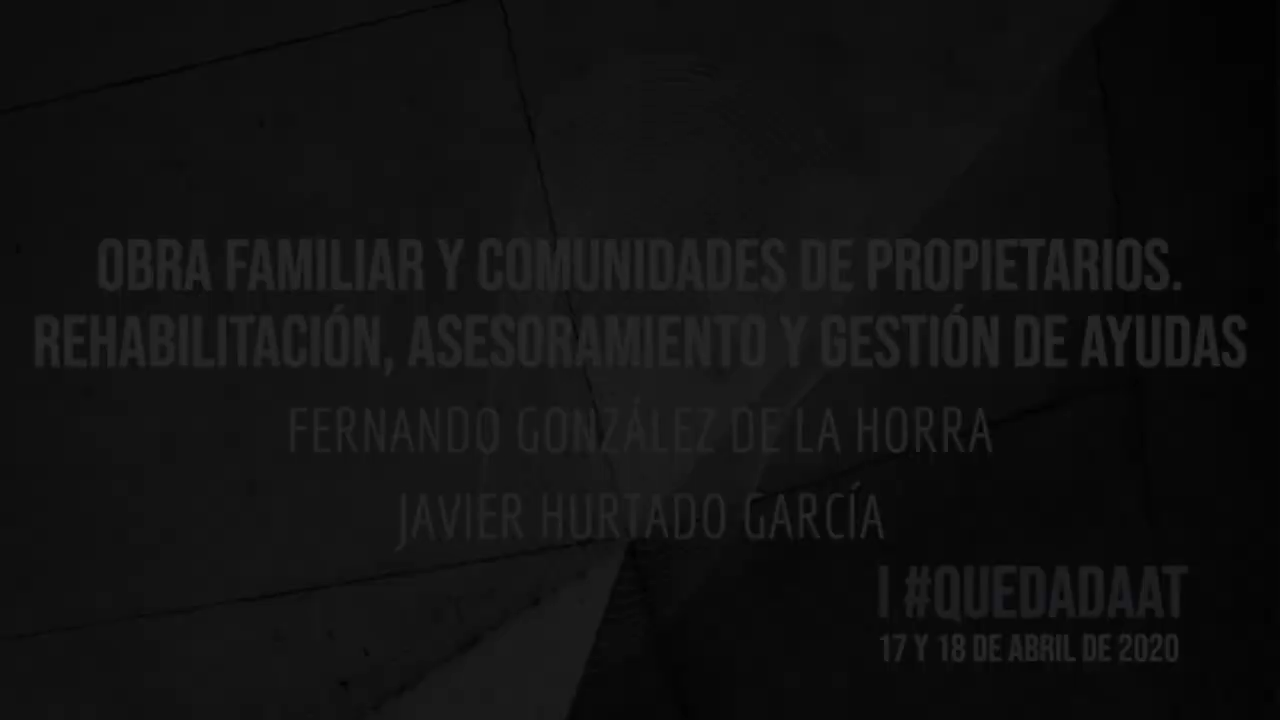 OBRA FAMILIAR Y COMUNIDADES DE PROPIETARIOS.
REHABILITACIÓN, ASESORAMIENTO Y GESTIÓN DE AYUDAS
FERNANDO GONZÁLEZ DE LA HORRA
JAVIER HURTADO GARCÍA
I #QUEDADAAT
17 Y 18 DE ABRIL DE 2020